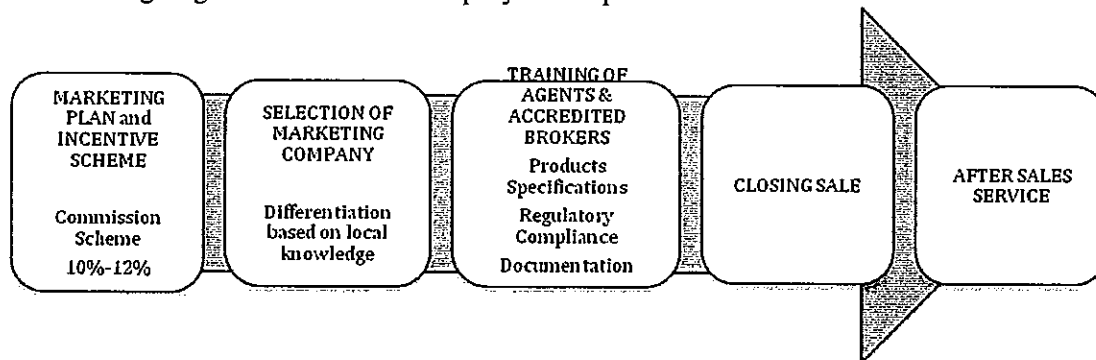 MARKETING
PLAN and
INCENTIVE
SCHEME
Commission
Scheme
10%-12%
SELECTION OF
MARKETING
COMPANY
Differentiation
based on local
knowledge
TRAINING OF
AGENTS &
ACCREDITED
BROKERS
Products
Specifications
Regulatory
Compliance
Documentation
CLOSING SALE
AFTER SALES
SERVICE